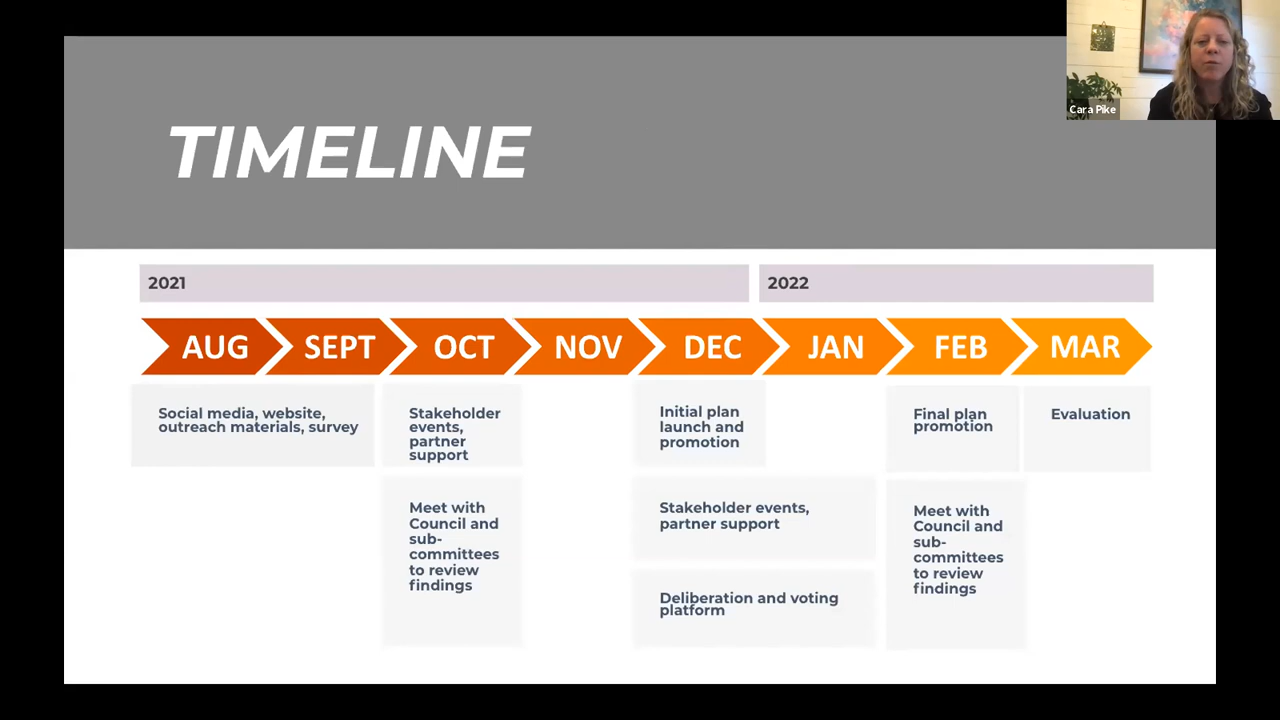 Cara Pike
TIMELINE
2021
2022
AUG
SEPT
OCT
NOV
DEC
JAN
FEB
MAR
Social media, website,
outreach materials, survey
Stakeholder
events,
partner
support
Initial plan
launch and
promotion
Final plan
promotion
Evaluation
Meet with
Council and
sub-
committees
to review
findings
Stakeholder events,
partner support
Deliberation and voting
platform
Meet with
Council and
sub-
committees
to review
findings